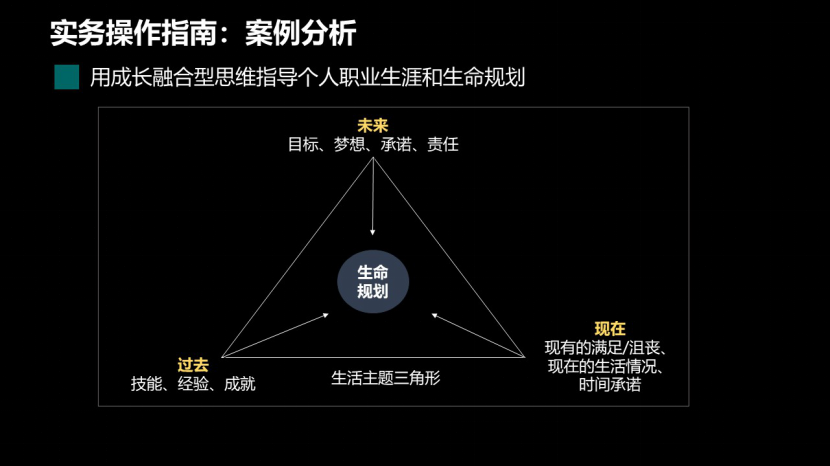 实务操作指南：案例分析
用成长融合型思维指导个人职业生涯和生命规划
未来
目标、梦想、承诺、责任
生命
规划
过去
技能、经验、成就
生活主题三角形
现在
现有的满足/沮丧、
现在的生活情况、
时间承诺